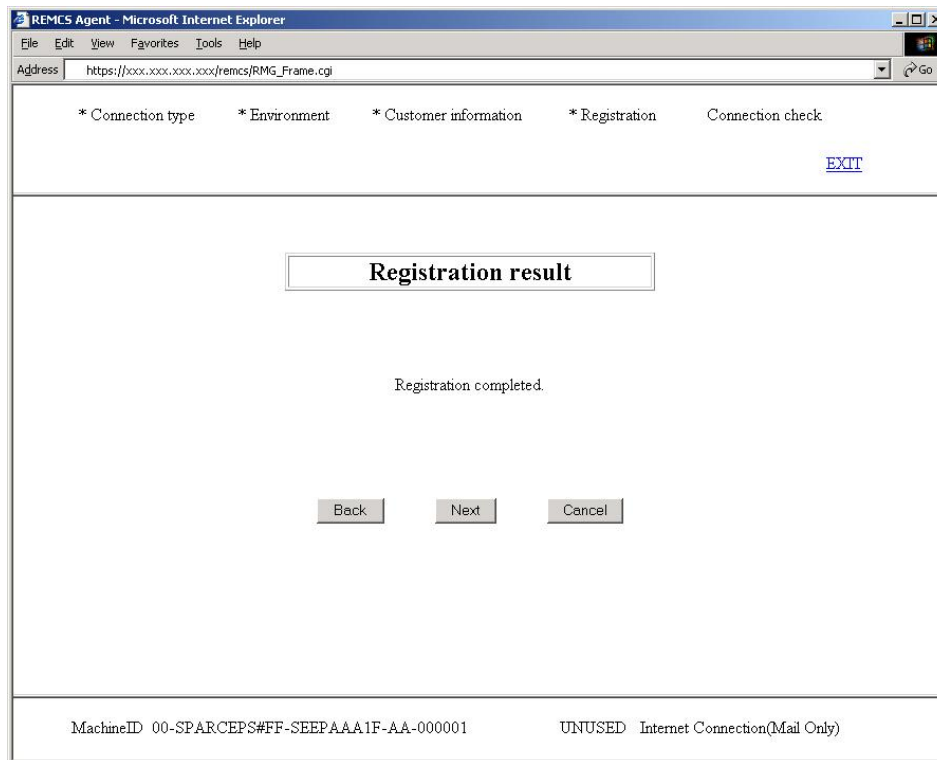 REMCS Agent - Microsoft Internet Explorer
File Edit View Favorites Tools Help
Address https://xxx.xxx.xxx.xxx/remcs/RMG_Frame.cgi Go
* Connection type * Environment * Customer information * Registration Connection check
EXIT
Registration result
Registration completed.
Back Next Cancel
MachineID 00-SPARCEPS#FF-SEEPAAA1F-AA-000001 UNUSED Internet Connection(Mail Only)